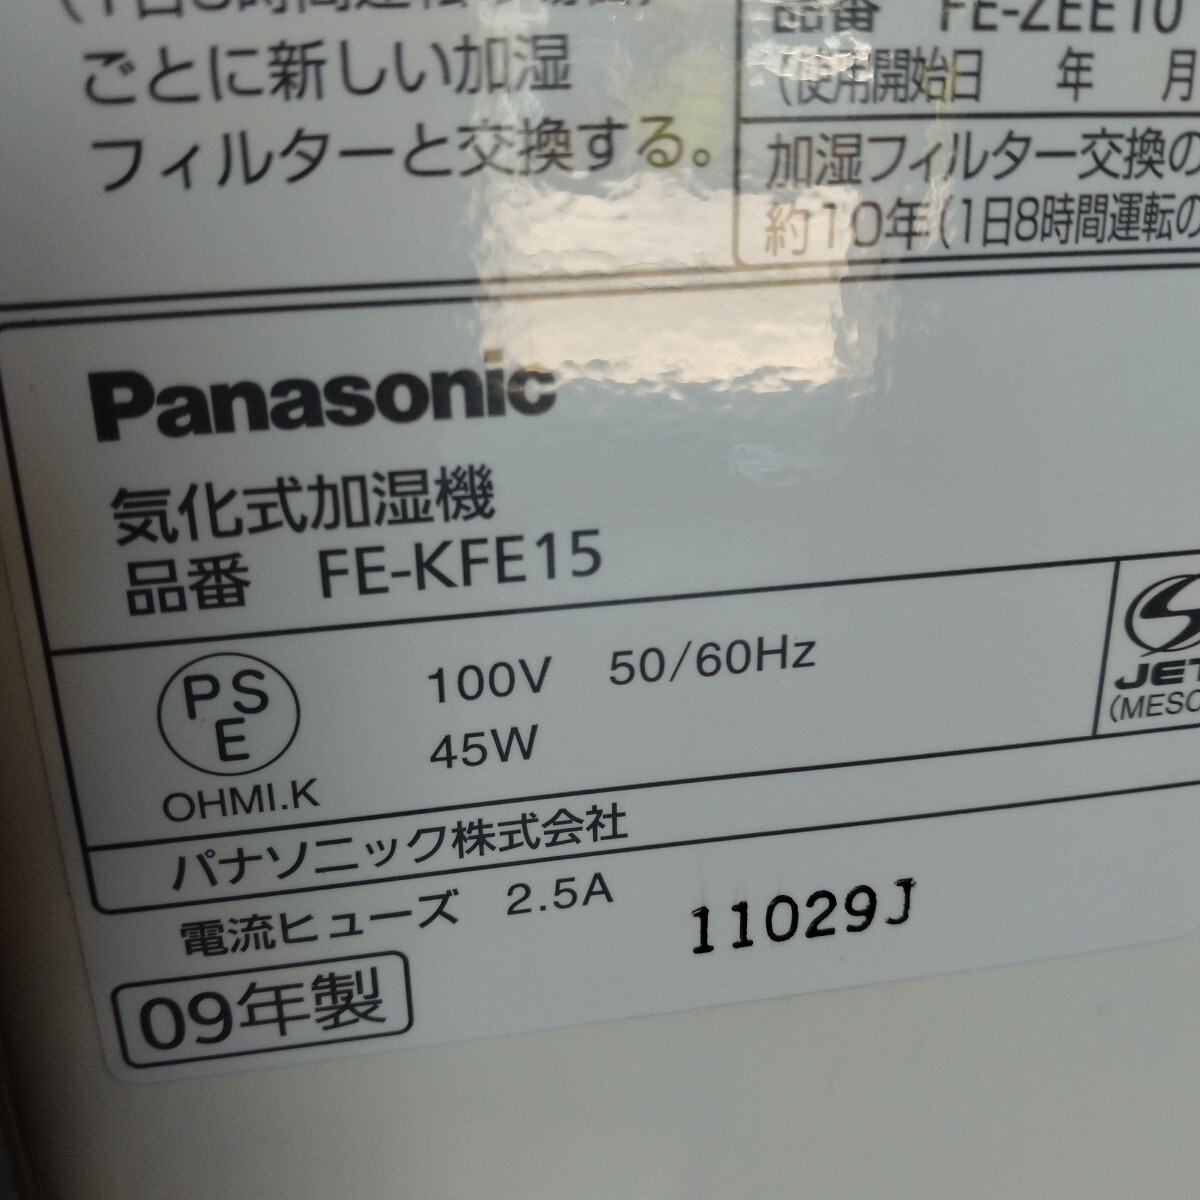 ごとに新しい加湿
フィルターと交換する。
品番 FE-ZEE10
(使用開始日 年 月
加湿フィルター交換の
約10年(1日8時間運転の
Panasonic
気化式加湿機
品番 FE-KFE15
PS
E
OHMI.K
100V 50/60Hz
45W
JET
(MESC
パナソニック株式会社
電流ヒューズ 2.5A
11029J
09年製